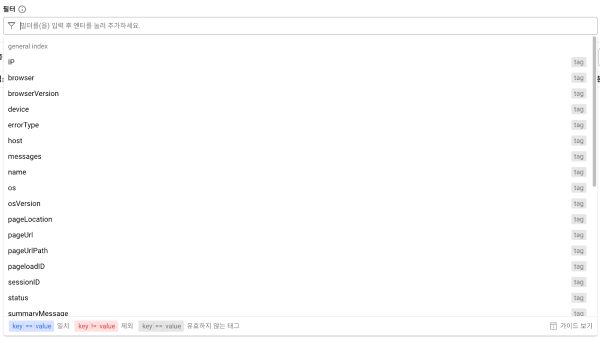 필터
필터를(을) 입력 후 엔터를 눌러 추가하세요.
general index
IP tag
browser tag
browserVersion tag
device tag
errorType tag
host tag
messages tag
name tag
os tag
osVersion tag
pageLocation tag
pageUrl tag
pageUrlPath tag
pageloadID tag
sessionID tag
status tag
summaryMessage tag
key == value 일치 key != value 제외 key == value 유효하지 않는 태그 가이드 보기